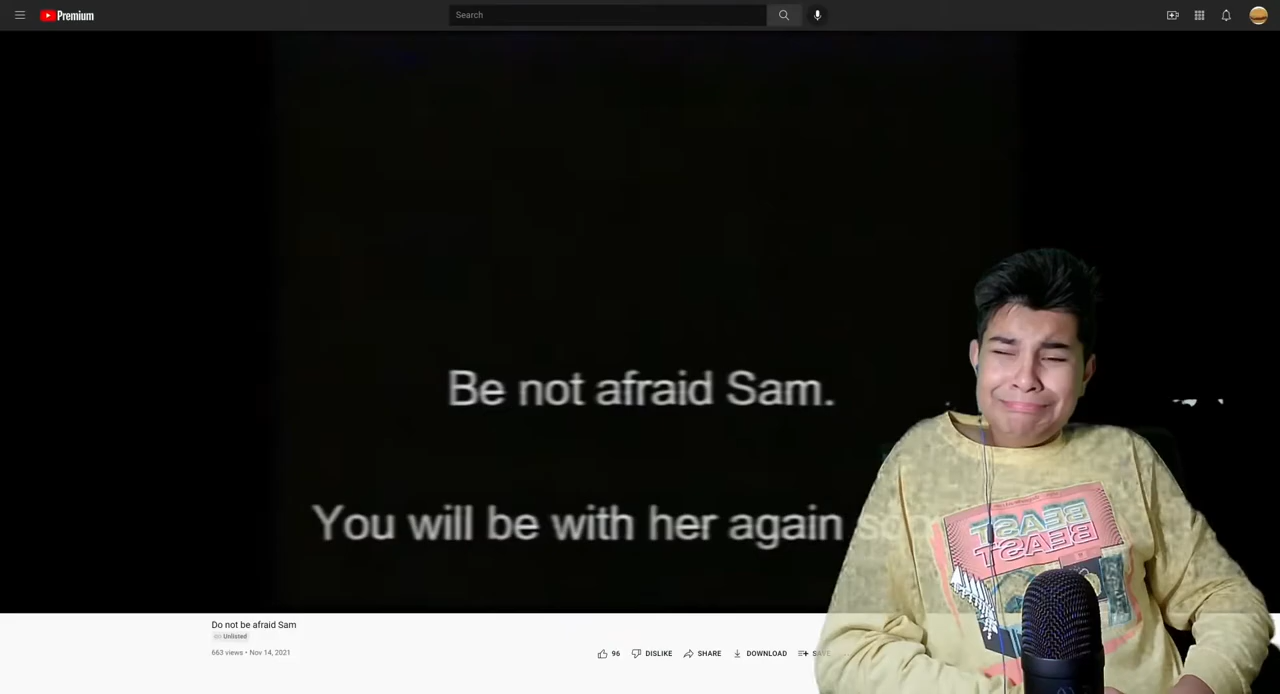 Premium
Search
Be not afraid Sam.
You will be with her again
Do not be afraid Sam
Unlisted
663 views • Nov 14, 2021
96 DISLIKE SHARE DOWNLOAD SAVE
BEAST
BEAST